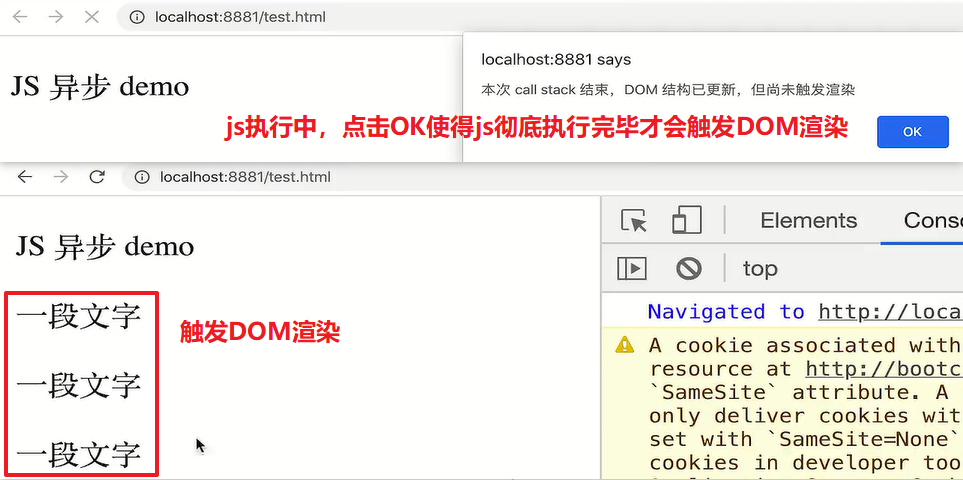 localhost:8881/test.html
JS 异步 demo
localhost:8881 says
本次 call stack 结束，DOM 结构已更新，但尚未触发渲染
js执行中，点击OK使得js彻底执行完毕才会触发DOM渲染
OK
localhost:8881/test.html
JS 异步 demo
一段文字
一段文字
一段文字
触发DOM渲染
Elements
top
Navigated to http://loca
A cookie associated with
resource at http://bootc
`SameSite` attribute. A
only deliver cookies wit
set with `SameSite=None`
cookies in developer too